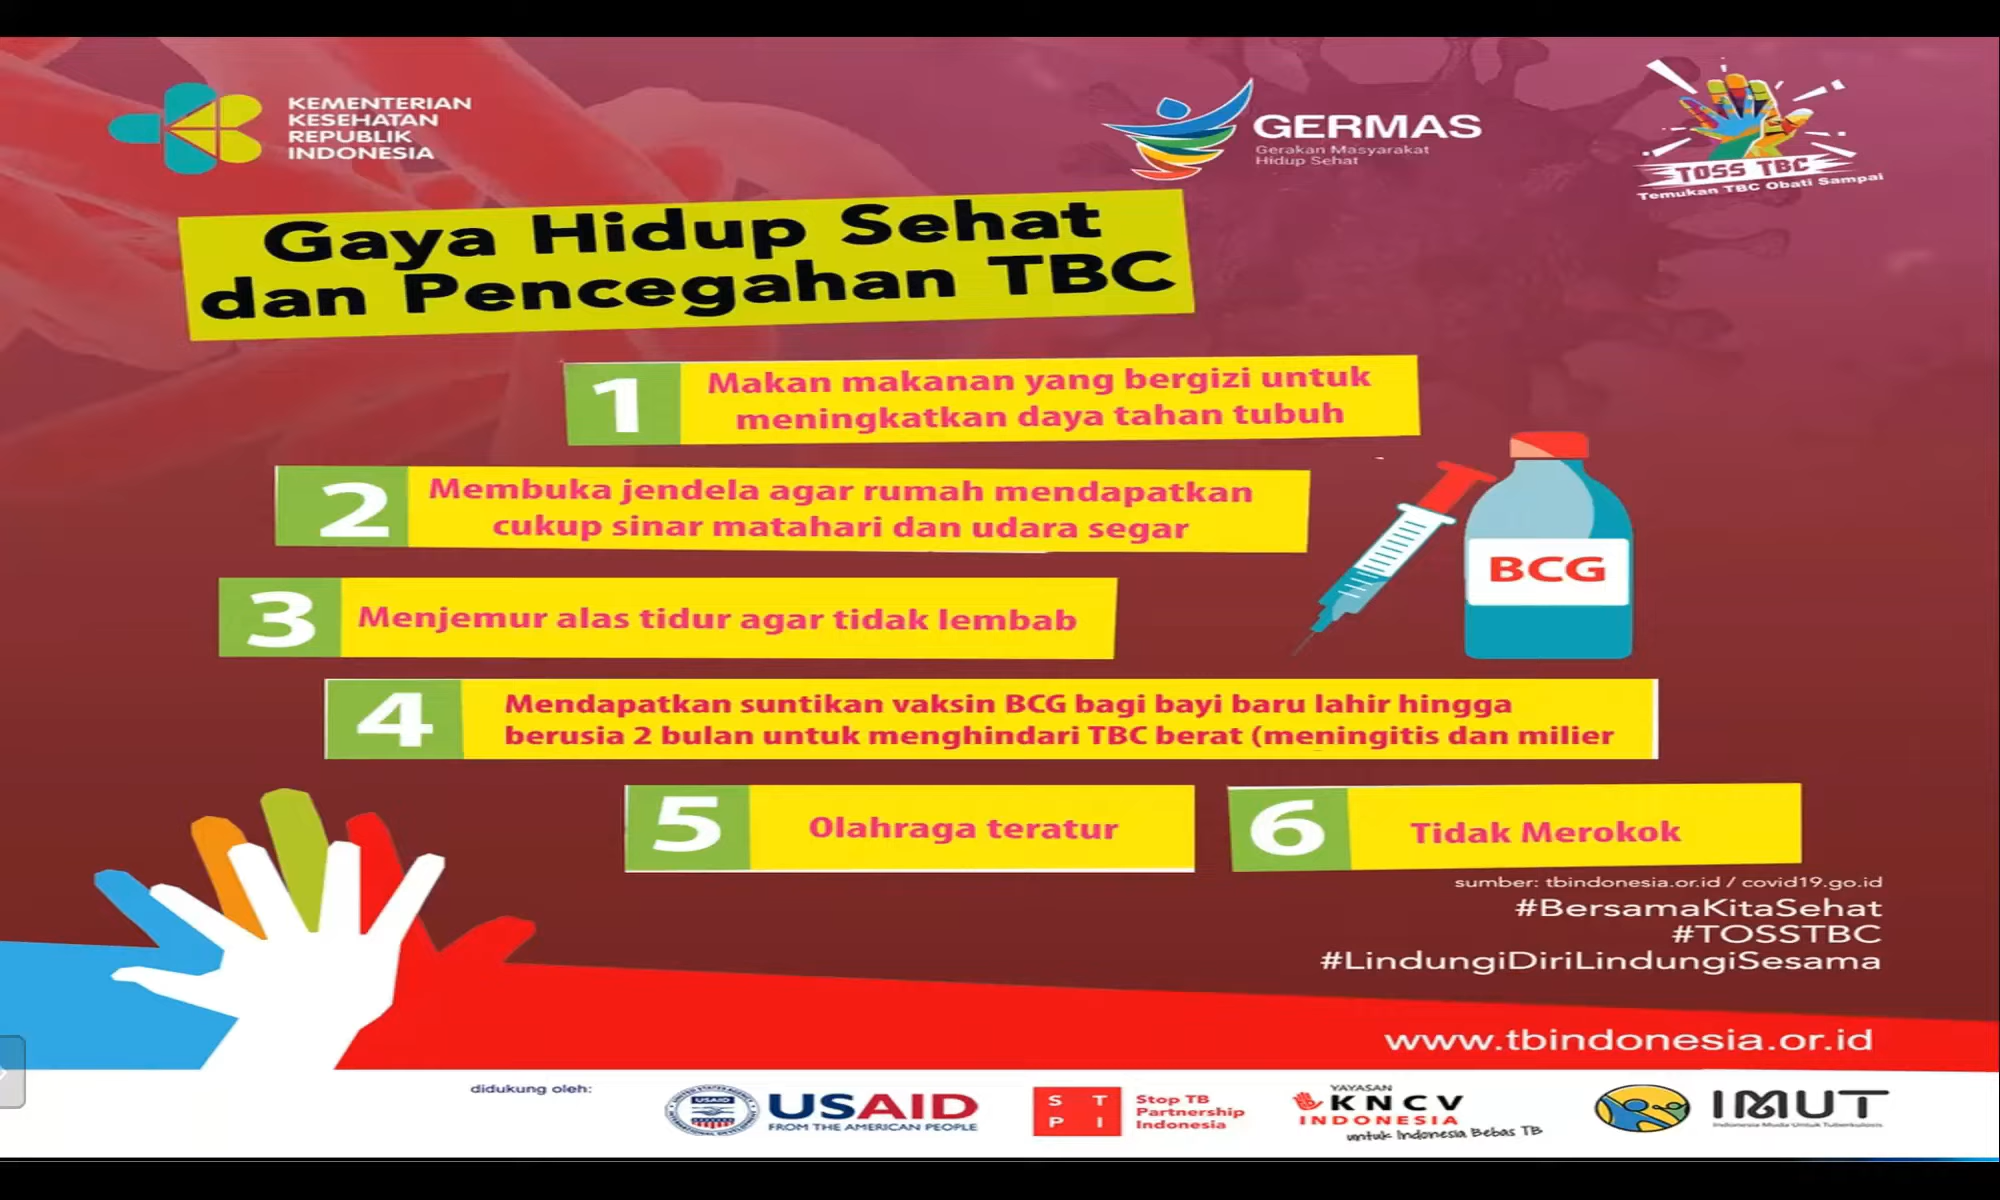 KEMENTERIAN
KESEHATAN
REPUBLIK
INDONESIA
GERMAS
Gerakan Masyarakat
Hidup Sehat
TOSS TBC
Temukan TBC Obati Sampai
Gaya Hidup Sehat
dan Pencegahan TBC
1
Makan makanan yang bergizi untuk
meningkatkan daya tahan tubuh
2
Membuka jendela agar rumah mendapatkan
cukup sinar matahari dan udara segar
BCG
3
Menjemur alas tidur agar tidak lembab
4
Mendapatkan suntikan vaksin BCG bagi bayi baru lahir hingga
berusia 2 bulan untuk menghindari TBC berat (meningitis dan milier
5
Olahraga teratur
6
Tidak Merokok
sumber: tbindonesia.or.id / covid19.go.id
#BersamaKitaSehat
#TOSSTBC
#LindungiDiriLindungiSesama
www.tbindonesia.or.id
didukung oleh:
USAID
USAID
FROM THE AMERICAN PEOPLE
S T
P I
Stop TB
Partnership
Indonesia
YAYASAN
KNCV
INDONESIA
untuk Indonesia Bebas TB
IMUT
Indonesia Muda Untuk Tuberkulosis